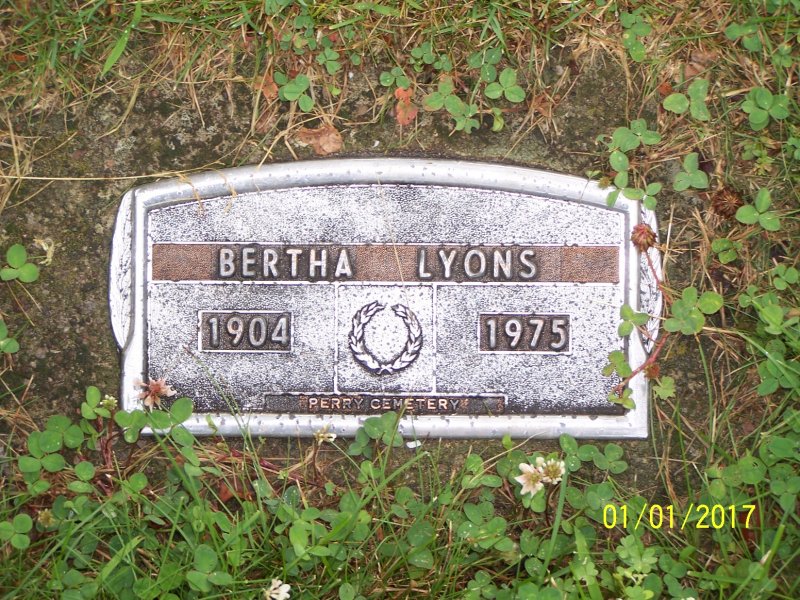 BERTHA LYONS
1904 1975
PERRY CEMETERY
01/01/2017